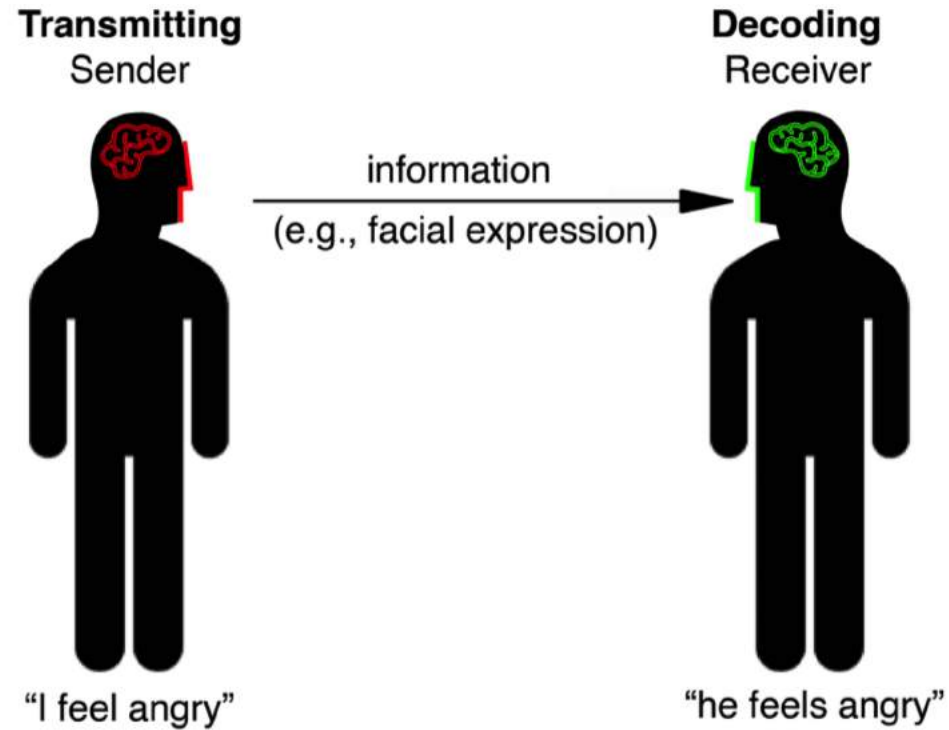 Transmitting
Sender
Decoding
Receiver
information
(e.g., facial expression)
“I feel angry”
“he feels angry”